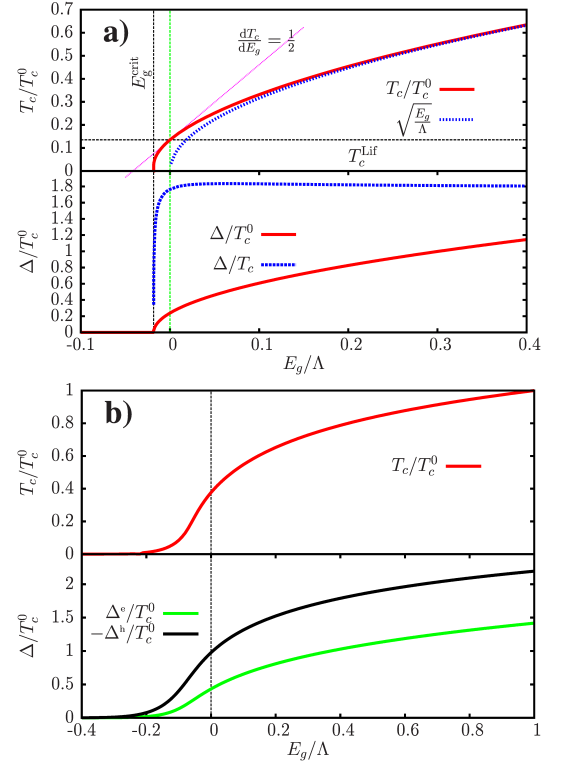 a)
0.7
0.6
0.5
0.4
0.3
0.2
0.1
0
T_c/T_c^0
E_g^crit
dT_c/dE_g = 1/2
T_c/T_c^0
√(E_g/Λ)
T_c^Lif
1.8
1.6
1.4
1.2
1
0.8
0.6
0.4
0.2
0
Δ/T_c^0
Δ/T_c^0
Δ/T_c
-0.1 0 0.1 0.2 0.3 0.4
E_g/Λ
b)
1
0.8
0.6
0.4
0.2
0
T_c/T_c^0
T_c/T_c^0
2
1.5
1
0.5
0
Δ/T_c^0
Δ^e/T_c^0
−Δ^h/T_c^0
-0.4 -0.2 0 0.2 0.4 0.6 0.8 1
E_g/Λ